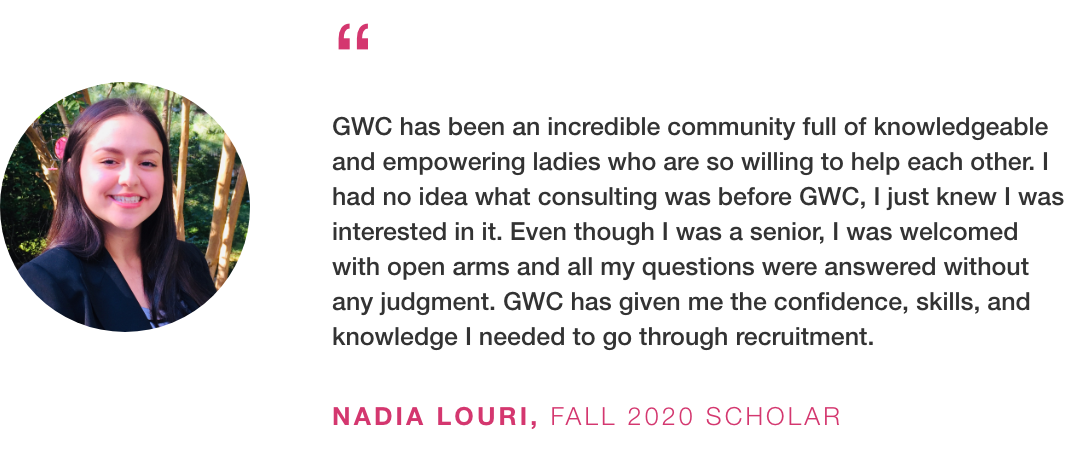 “
GWC has been an incredible community full of knowledgeable
and empowering ladies who are so willing to help each other. I
had no idea what consulting was before GWC, I just knew I was
interested in it. Even though I was a senior, I was welcomed
with open arms and all my questions were answered without
any judgment. GWC has given me the confidence, skills, and
knowledge I needed to go through recruitment.
NADIA LOURI, FALL 2020 SCHOLAR